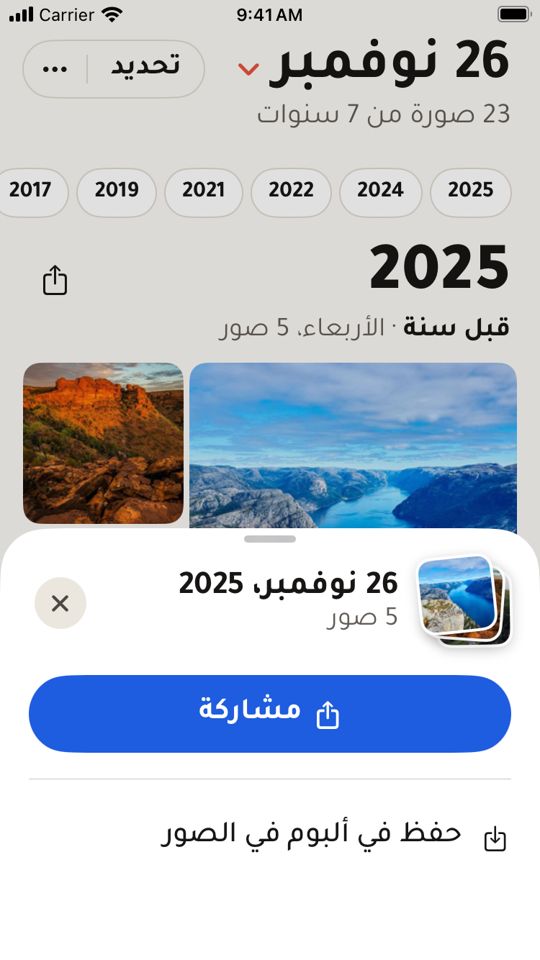 Carrier 9:41 AM
26 نوفمبر
تحديد
23 صورة من 7 سنوات
2025 2024 2022 2021 2019 2017
2025
قبل سنة · الأربعاء، 5 صور
26 نوفمبر، 2025
5 صور
مشاركة
حفظ في ألبوم في الصور